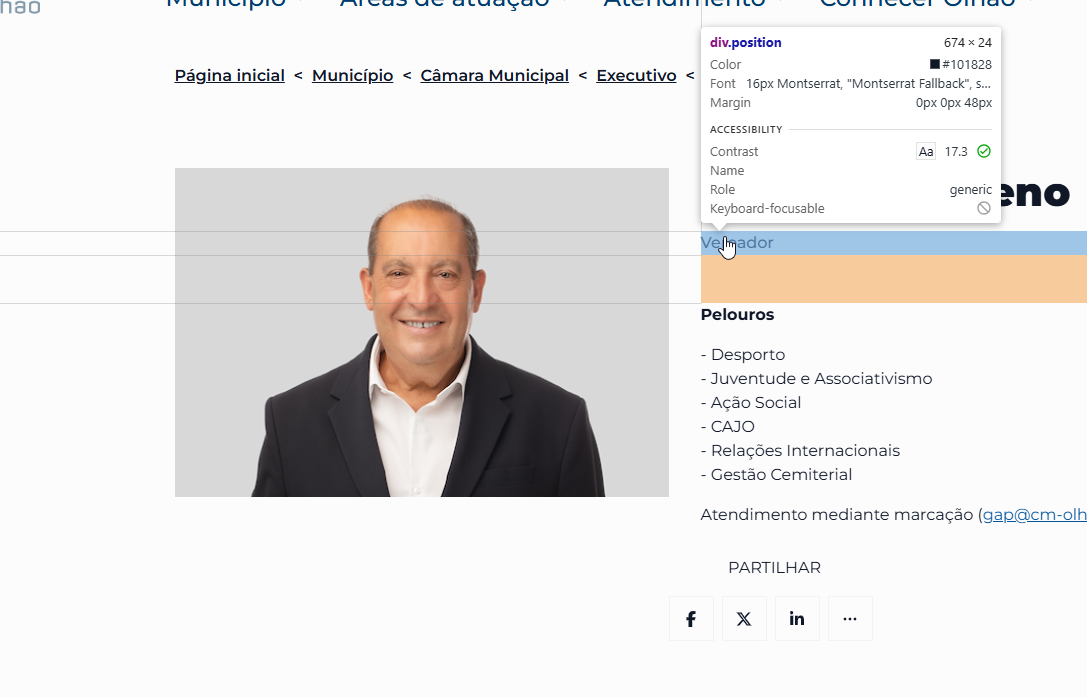 lhão
Município Áreas de atuação Atendimento Conhecer Olhão
Página inicial < Município < Câmara Municipal < Executivo <
div.position 674 × 24
Color #101828
Font 16px Montserrat, "Montserrat Fallback", s...
Margin 0px 0px 48px
ACCESSIBILITY
Contrast Aa 17.3
Name
Role generic
Keyboard-focusable
eno
Vereador
Pelouros
- Desporto
- Juventude e Associativismo
- Ação Social
- CAJO
- Relações Internacionais
- Gestão Cemiterial
Atendimento mediante marcação (gap@cm-olh
PARTILHAR